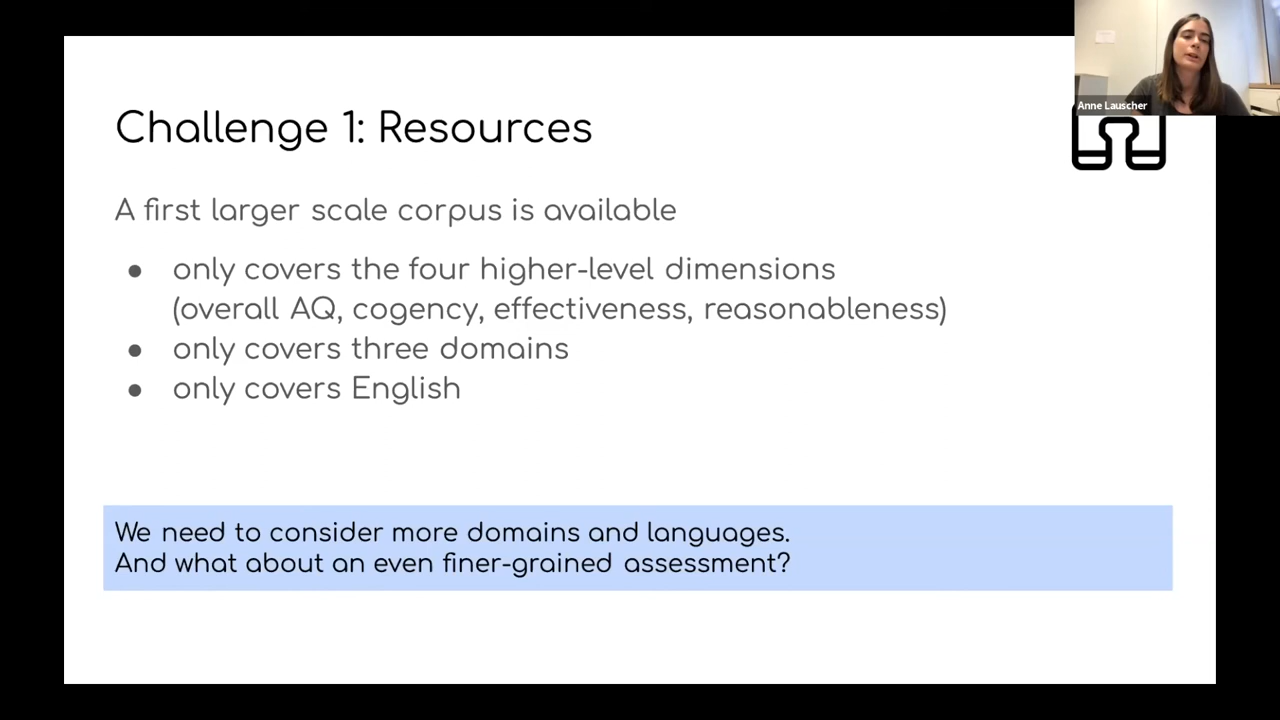 Anne Lauscher
Challenge 1: Resources
A first larger scale corpus is available
● only covers the four higher-level dimensions
(overall AQ, cogency, effectiveness, reasonableness)
● only covers three domains
● only covers English
We need to consider more domains and languages.
And what about an even finer-grained assessment?